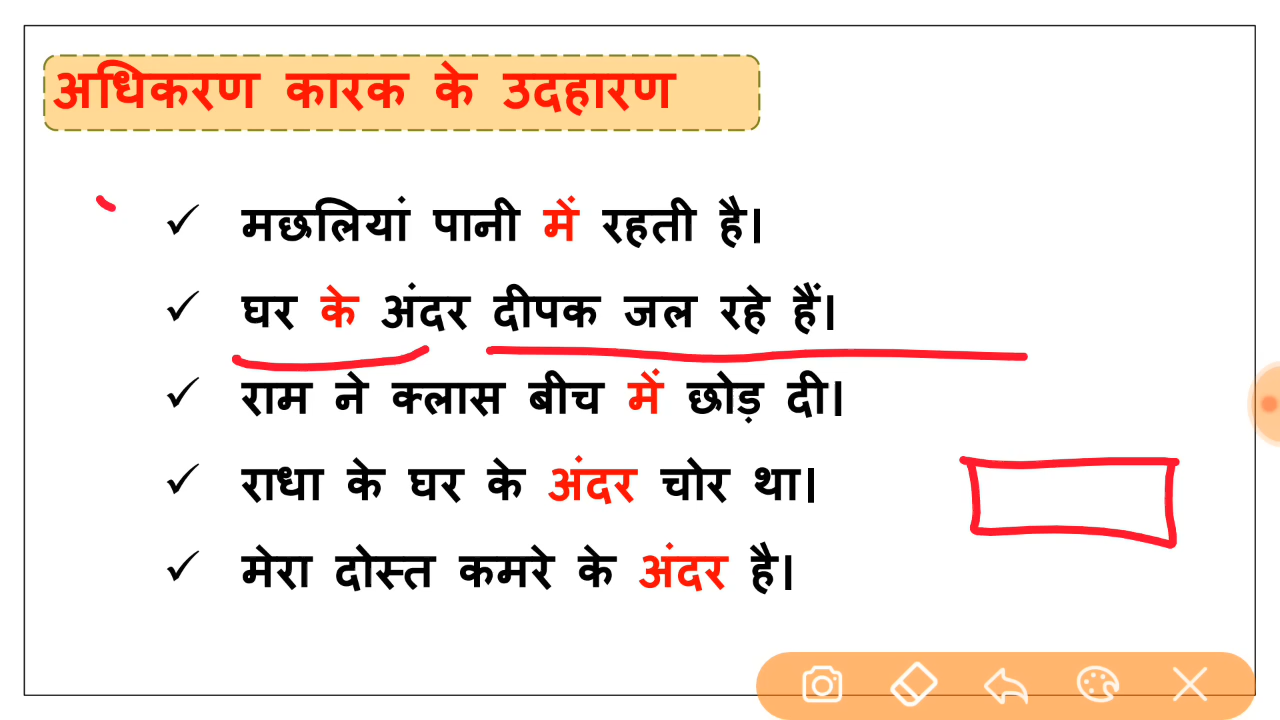 अधिकरण कारक के उदहारण
मछलियां पानी में रहती है।
घर के अंदर दीपक जल रहे हैं।
राम ने क्लास बीच में छोड़ दी।
राधा के घर के अंदर चोर था।
मेरा दोस्त कमरे के अंदर है।